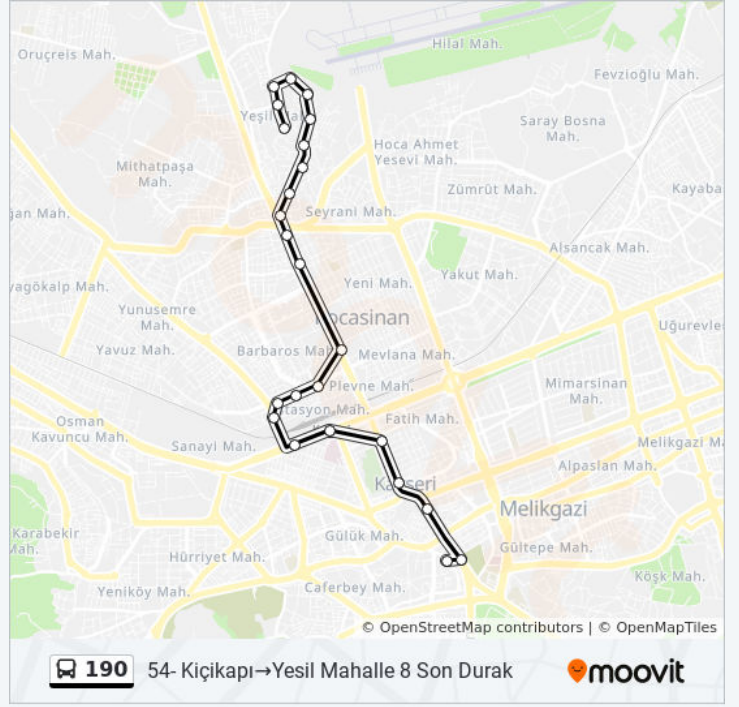 Hilal Mah.
Oruçreis Mah.
Fevzioğlu Mah.
Yeşil Mah.
Saray Bosna
Mah.
Hoca Ahmet
Yesevi Mah.
Mithatpaşa
Mah.
Zümrüt Mah.
Kayaba
an Mah.
Seyrani Mah.
Alsancak Mah.
Yakut Mah.
yagökalp Mah.
Yeni Mah.
Yunusemre
Mah.
Kocasinan
Uğurevle
Yavuz Mah.
Barbaros Mah.
Mevlana Mah.
Plevne Mah.
Mimarsinan
Mah.
stasyon Mah.
Fatih Mah.
Osman
Kavuncu Mah.
Sanayi Mah.
Melikgazi Ma
Alpaslan Mah.
Kayseri
Melikgazi
Karabekir
Mah.
Gülük Mah.
Gültepe Mah.
Hürriyet Mah.
Köşk Mah.
Yeniköy Mah.
Caferbey Mah.
© OpenStreetMap contributors | © OpenMapTiles
190 54- Kiçikapı→Yesil Mahalle 8 Son Durak moovit